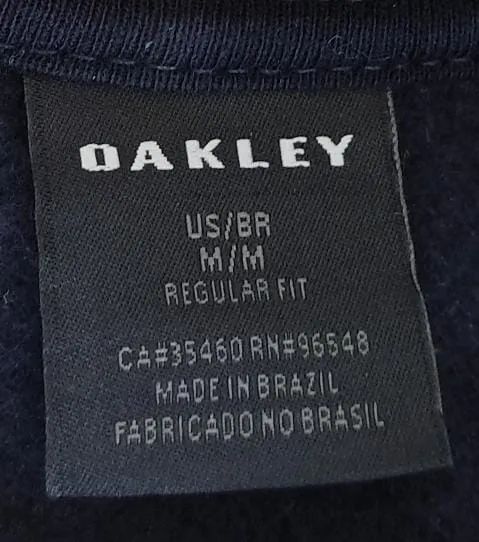 OAKLEY
US/BR
M/M
REGULAR FIT
CA#35460 RN#96548
MADE IN BRAZIL
FABRICADO NO BRASIL